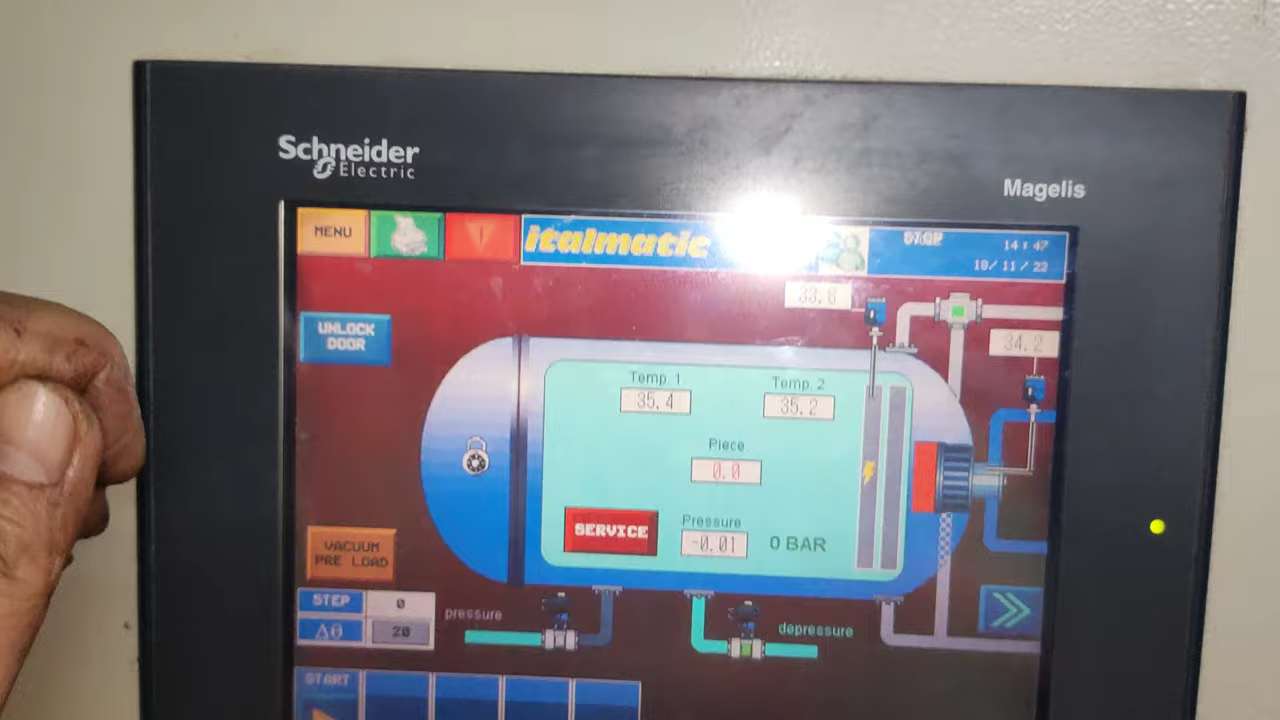 Schneider
Electric
Magelis
MENU
italmatic
STOP
14:47
18/11/22
UNLOCK
DOOR
33.8
34.2
Temp. 1
35.4
Temp. 2
35.2
Piece
0.0
SERVICE
Pressure
-0.01
0 BAR
VACUUM
PRE LOAD
STEP
0
Δθ
20
pressure
depressure
START